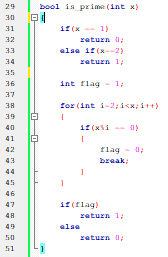 29 bool is_prime(int x)
30 {
31 if(x == 1)
32 return 0;
33 else if(x==2)
34 return 1;
35
36 int flag = 1;
37
38 for(int i=2;i<x;i++)
39 {
40 if(x%i == 0)
41 {
42 flag = 0;
43 break;
44 }
45 }
46
47 if(flag)
48 return 1;
49 else
50 return 0;
51 }